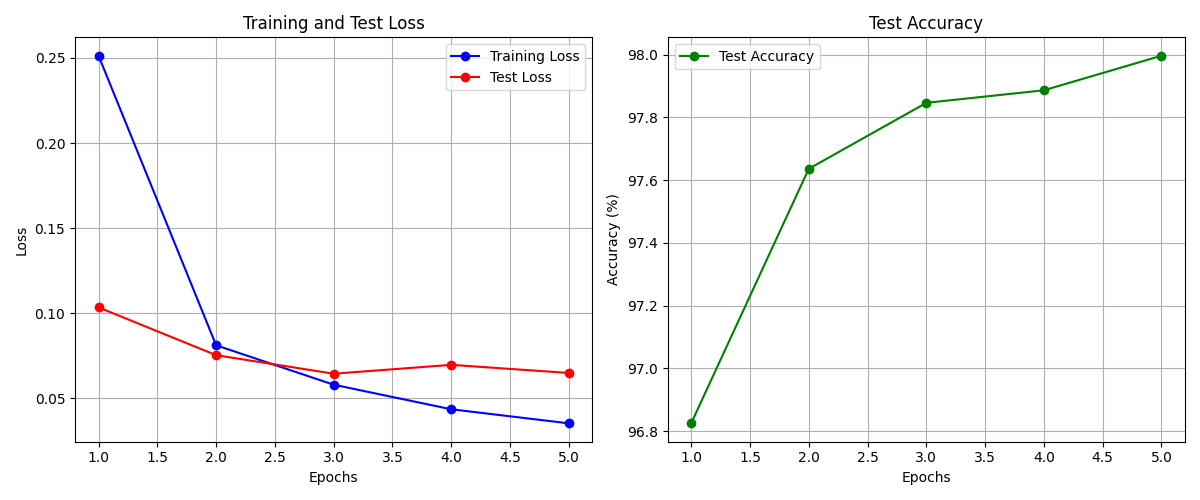 Training and Test Loss
Training Loss
Test Loss
Loss
0.25
0.20
0.15
0.10
0.05
1.0 1.5 2.0 2.5 3.0 3.5 4.0 4.5 5.0
Epochs
Test Accuracy
Test Accuracy
Accuracy (%)
98.0
97.8
97.6
97.4
97.2
97.0
96.8
1.0 1.5 2.0 2.5 3.0 3.5 4.0 4.5 5.0
Epochs